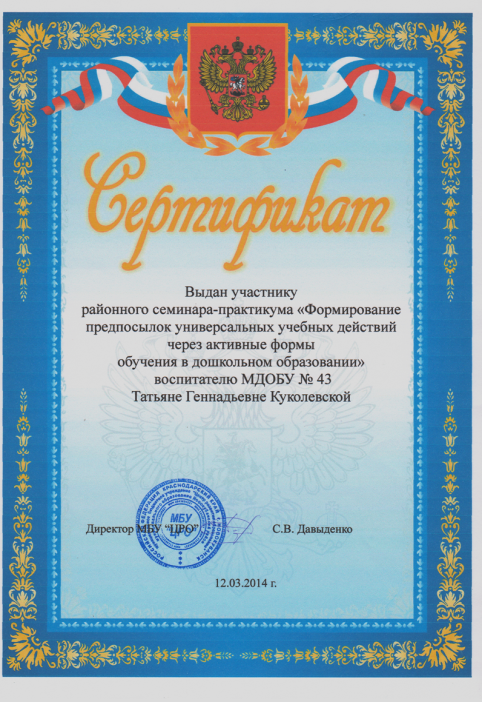 Сертификат
Выдан участнику
районного семинара-практикума «Формирование
предпосылок универсальных учебных действий
через активные формы
обучения в дошкольном образовании»
воспитателю МДОБУ № 43
Татьяне Геннадьевне Куколевской
Директор МБУ "ЦРО" С.В. Давыденко
МБУ
ЦРО
12.03.2014 г.